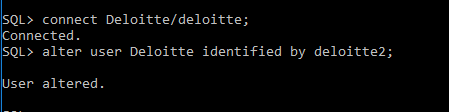 SQL> connect Deloitte/deloitte;
Connected.
SQL> alter user Deloitte identified by deloitte2;
User altered.